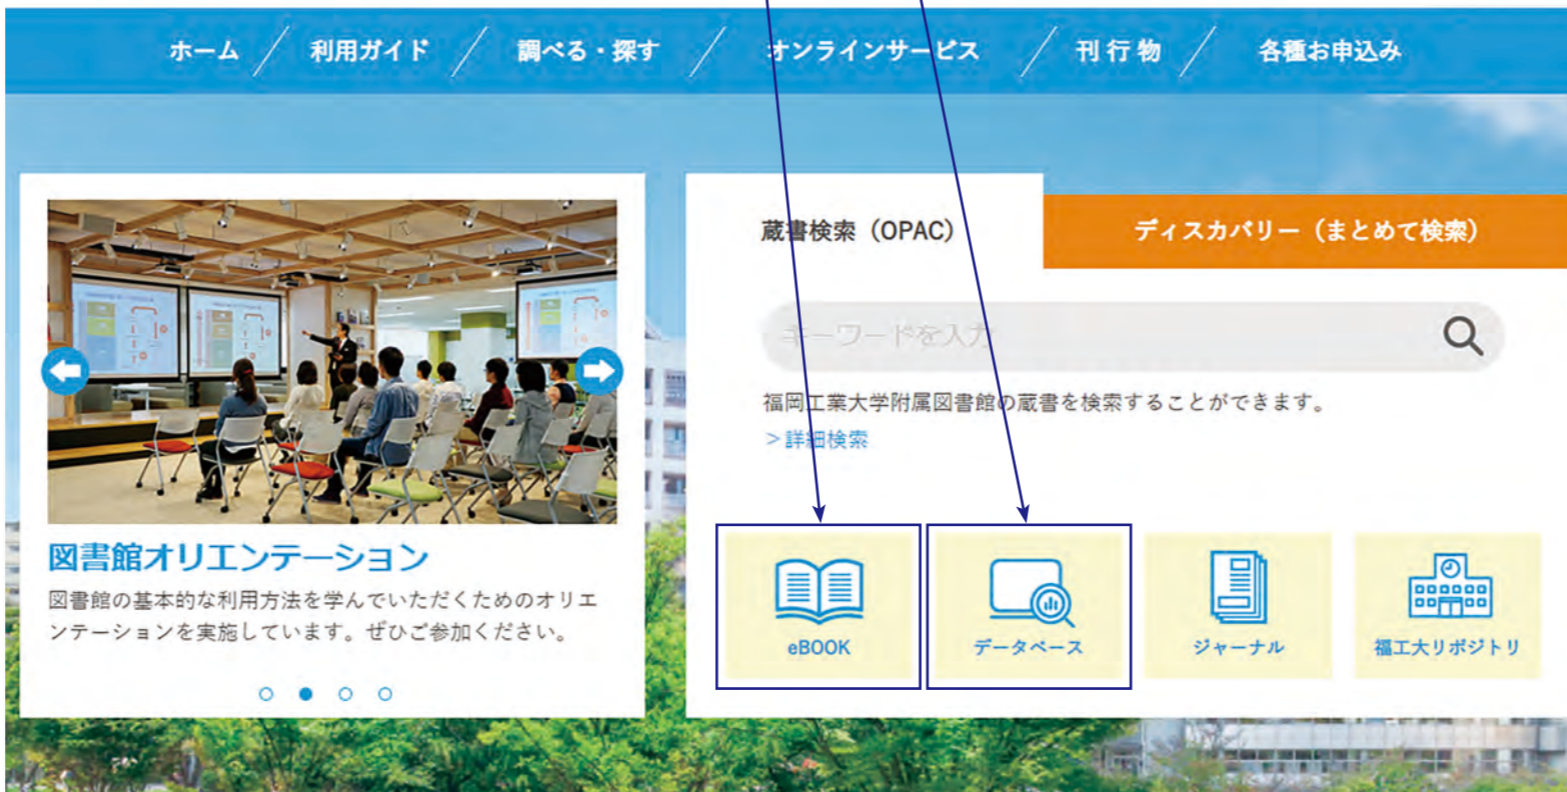 ホーム
利用ガイド
調べる・探す
オンラインサービス
刊行物
各種お申込み
蔵書検索（OPAC）
ディスカバリー（まとめて検索）
キーワードを入力
福岡工業大学附属図書館の蔵書を検索することができます。
>詳細検索
図書館オリエンテーション
図書館の基本的な利用方法を学んでいただくためのオリエ
ンテーションを実施しています。ぜひご参加ください。
eBOOK
データベース
ジャーナル
福工大リポジトリ